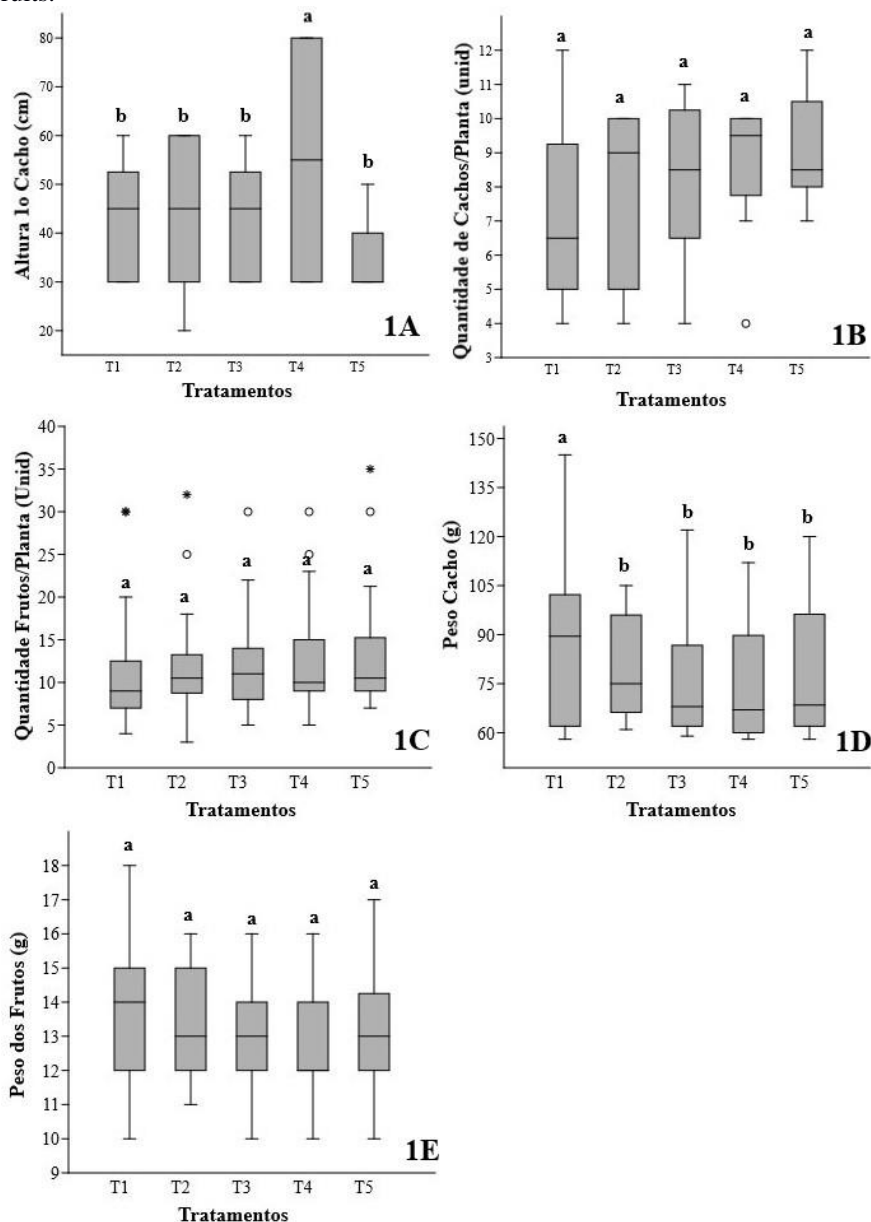 ruits.
Altura 1o Cacho (cm)
80
70
60
50
40
30
20
b
b
b
a
b
T1
T2
T3
T4
T5
Tratamentos
1A
Quantidade de Cachos/Planta (unid)
12
11
10
9
8
7
6
5
4
3
a
a
a
a
a
T1
T2
T3
T4
T5
Tratamentos
1B
Quantidade Frutos/Planta (Unid)
40
35
30
25
20
15
10
5
0
a
a
a
a
a
T1
T2
T3
T4
T5
Tratamentos
1C
Peso Cacho (g)
150
135
120
105
90
75
60
a
b
b
b
b
T1
T2
T3
T4
T5
Tratamentos
1D
Peso dos Frutos (g)
18
17
16
15
14
13
12
11
10
9
a
a
a
a
a
T1
T2
T3
T4
T5
Tratamentos
1E